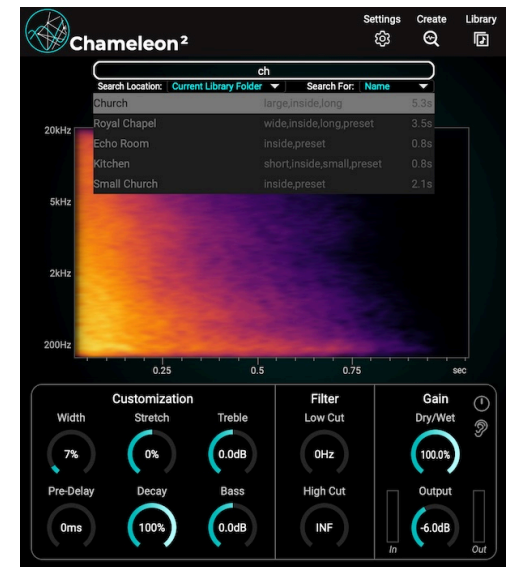 Settings Create Library
Chameleon²
ch
Search Location: Current Library Folder Search For: Name
Church large,inside,long 5.3s
Royal Chapel wide,inside,long,preset 3.5s
Echo Room inside,preset 0.8s
Kitchen short,inside,small,preset 0.8s
Small Church inside,preset 2.1s
20kHz
5kHz
2kHz
200Hz
0.25 0.5 0.75 sec
Customization Filter Gain
Width Stretch Treble Low Cut Dry/Wet
7% 0% 0.0dB 0Hz 100.0%
Pre-Delay Decay Bass High Cut Output
0ms 100% 0.0dB INF -6.0dB
In Out